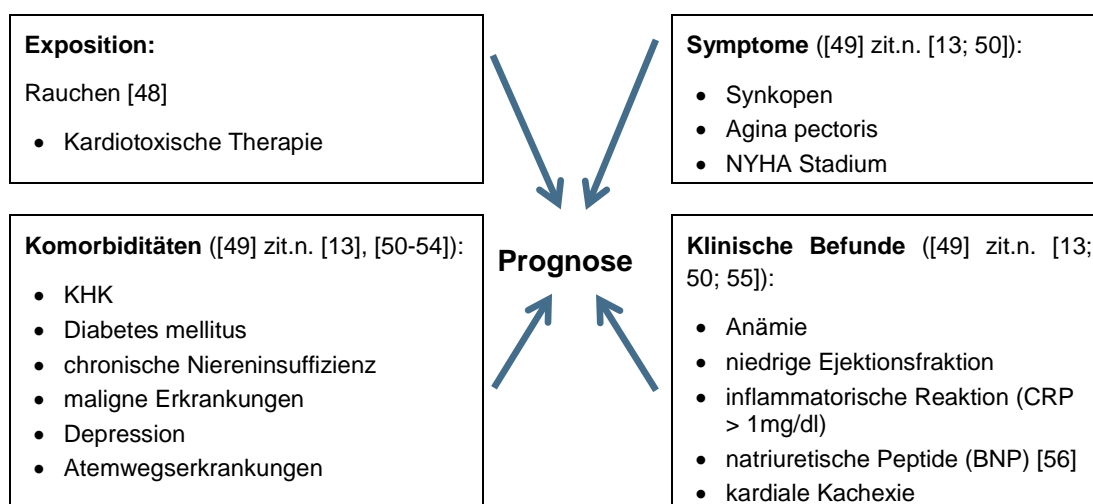 Exposition:
Rauchen [48]
• Kardiotoxische Therapie
Symptome ([49] zit.n. [13; 50]):
• Synkopen
• Agina pectoris
• NYHA Stadium
Komorbiditäten ([49] zit.n. [13], [50-54]):
• KHK
• Diabetes mellitus
• chronische Niereninsuffizienz
• maligne Erkrankungen
• Depression
• Atemwegserkrankungen
Prognose
Klinische Befunde ([49] zit.n. [13;
50; 55]):
• Anämie
• niedrige Ejektionsfraktion
• inflammatorische Reaktion (CRP
> 1mg/dl)
• natriuretische Peptide (BNP) [56]
• kardiale Kachexie